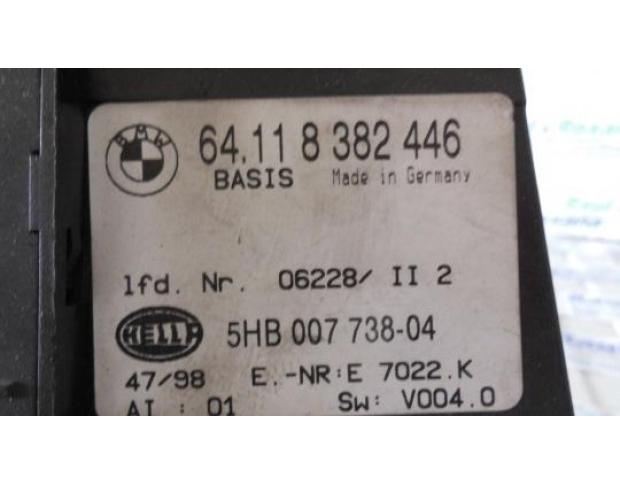 BMW
64.11 8 382 446
BASIS Made in Germany
lfd. Nr. 06228/ II 2
HELLA 5HB 007 738-04
47/98 E.-NR:E 7022.K
AI : 01 SW: V004.0